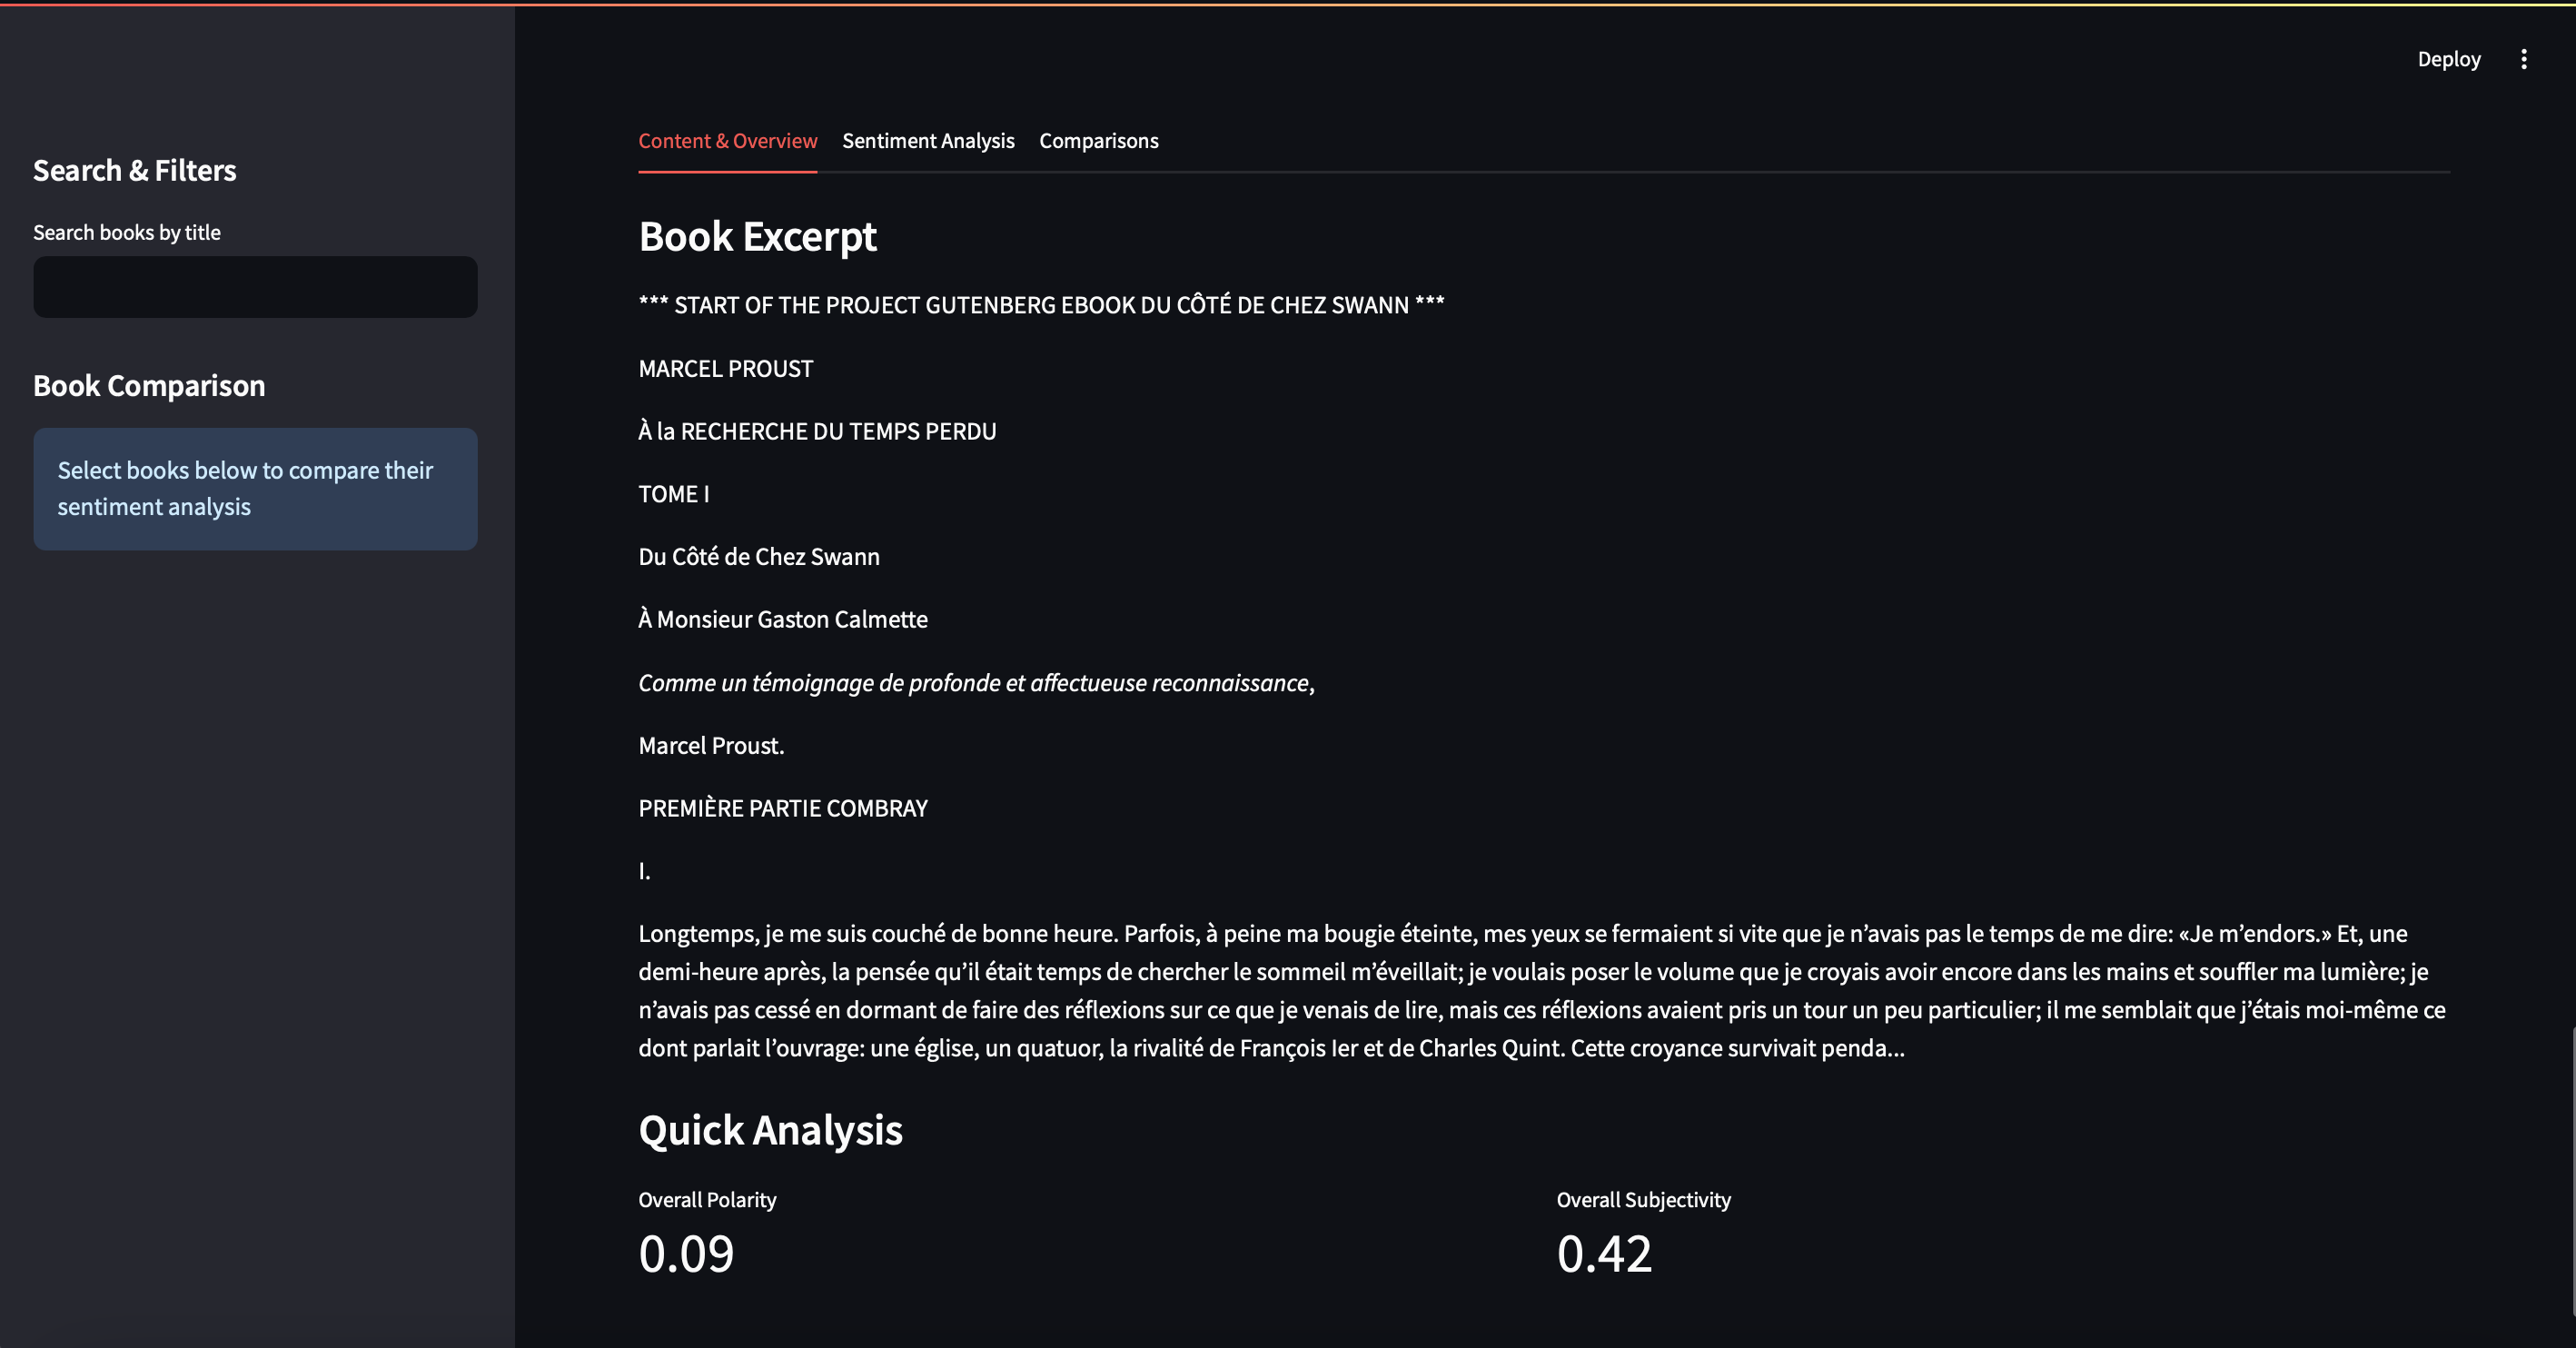 Deploy
Search & Filters
Search books by title
Book Comparison
Select books below to compare their
sentiment analysis
Content & Overview
Sentiment Analysis
Comparisons
Book Excerpt
*** START OF THE PROJECT GUTENBERG EBOOK DU CÔTÉ DE CHEZ SWANN ***
MARCEL PROUST
À la RECHERCHE DU TEMPS PERDU
TOME I
Du Côté de Chez Swann
À Monsieur Gaston Calmette
Comme un témoignage de profonde et affectueuse reconnaissance,
Marcel Proust.
PREMIÈRE PARTIE COMBRAY
I.
Longtemps, je me suis couché de bonne heure. Parfois, à peine ma bougie éteinte, mes yeux se fermaient si vite que je n’avais pas le temps de me dire: «Je m’endors.» Et, une
demi-heure après, la pensée qu’il était temps de chercher le sommeil m’éveillait; je voulais poser le volume que je croyais avoir encore dans les mains et souffler ma lumière; je
n’avais pas cessé en dormant de faire des réflexions sur ce que je venais de lire, mais ces réflexions avaient pris un tour un peu particulier; il me semblait que j’étais moi-même ce
dont parlait l’ouvrage: une église, un quatuor, la rivalité de François Ier et de Charles Quint. Cette croyance survivait penda...
Quick Analysis
Overall Polarity
0.09
Overall Subjectivity
0.42